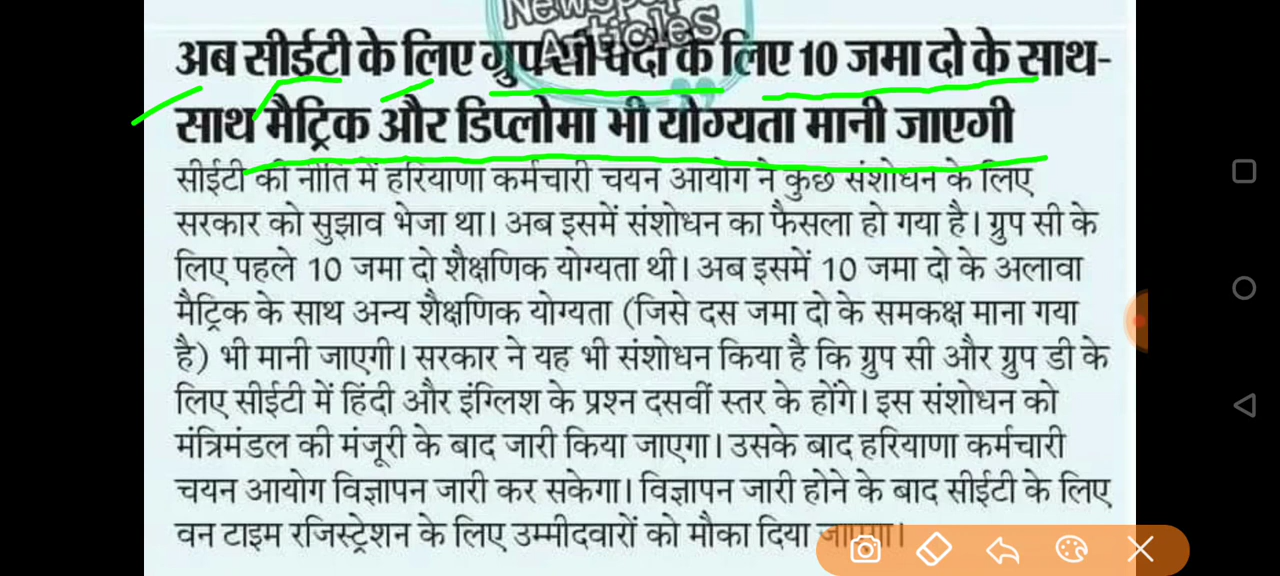 Newspaper
Articles
अब सीईटी के लिए ग्रुप सी पदों के लिए 10 जमा दो के साथ-
साथ मैट्रिक और डिप्लोमा भी योग्यता मानी जाएगी
सीईटी की नीति में हरियाणा कर्मचारी चयन आयोग ने कुछ संशोधन के लिए
सरकार को सुझाव भेजा था। अब इसमें संशोधन का फैसला हो गया है। ग्रुप सी के
लिए पहले 10 जमा दो शैक्षणिक योग्यता थी। अब इसमें 10 जमा दो के अलावा
मैट्रिक के साथ अन्य शैक्षणिक योग्यता (जिसे दस जमा दो के समकक्ष माना गया
है) भी मानी जाएगी। सरकार ने यह भी संशोधन किया है कि ग्रुप सी और ग्रुप डी के
लिए सीईटी में हिंदी और इंग्लिश के प्रश्न दसवीं स्तर के होंगे। इस संशोधन को
मंत्रिमंडल की मंजूरी के बाद जारी किया जाएगा। उसके बाद हरियाणा कर्मचारी
चयन आयोग विज्ञापन जारी कर सकेगा। विज्ञापन जारी होने के बाद सीईटी के लिए
वन टाइम रजिस्ट्रेशन के लिए उम्मीदवारों को मौका दिया जाएगा।